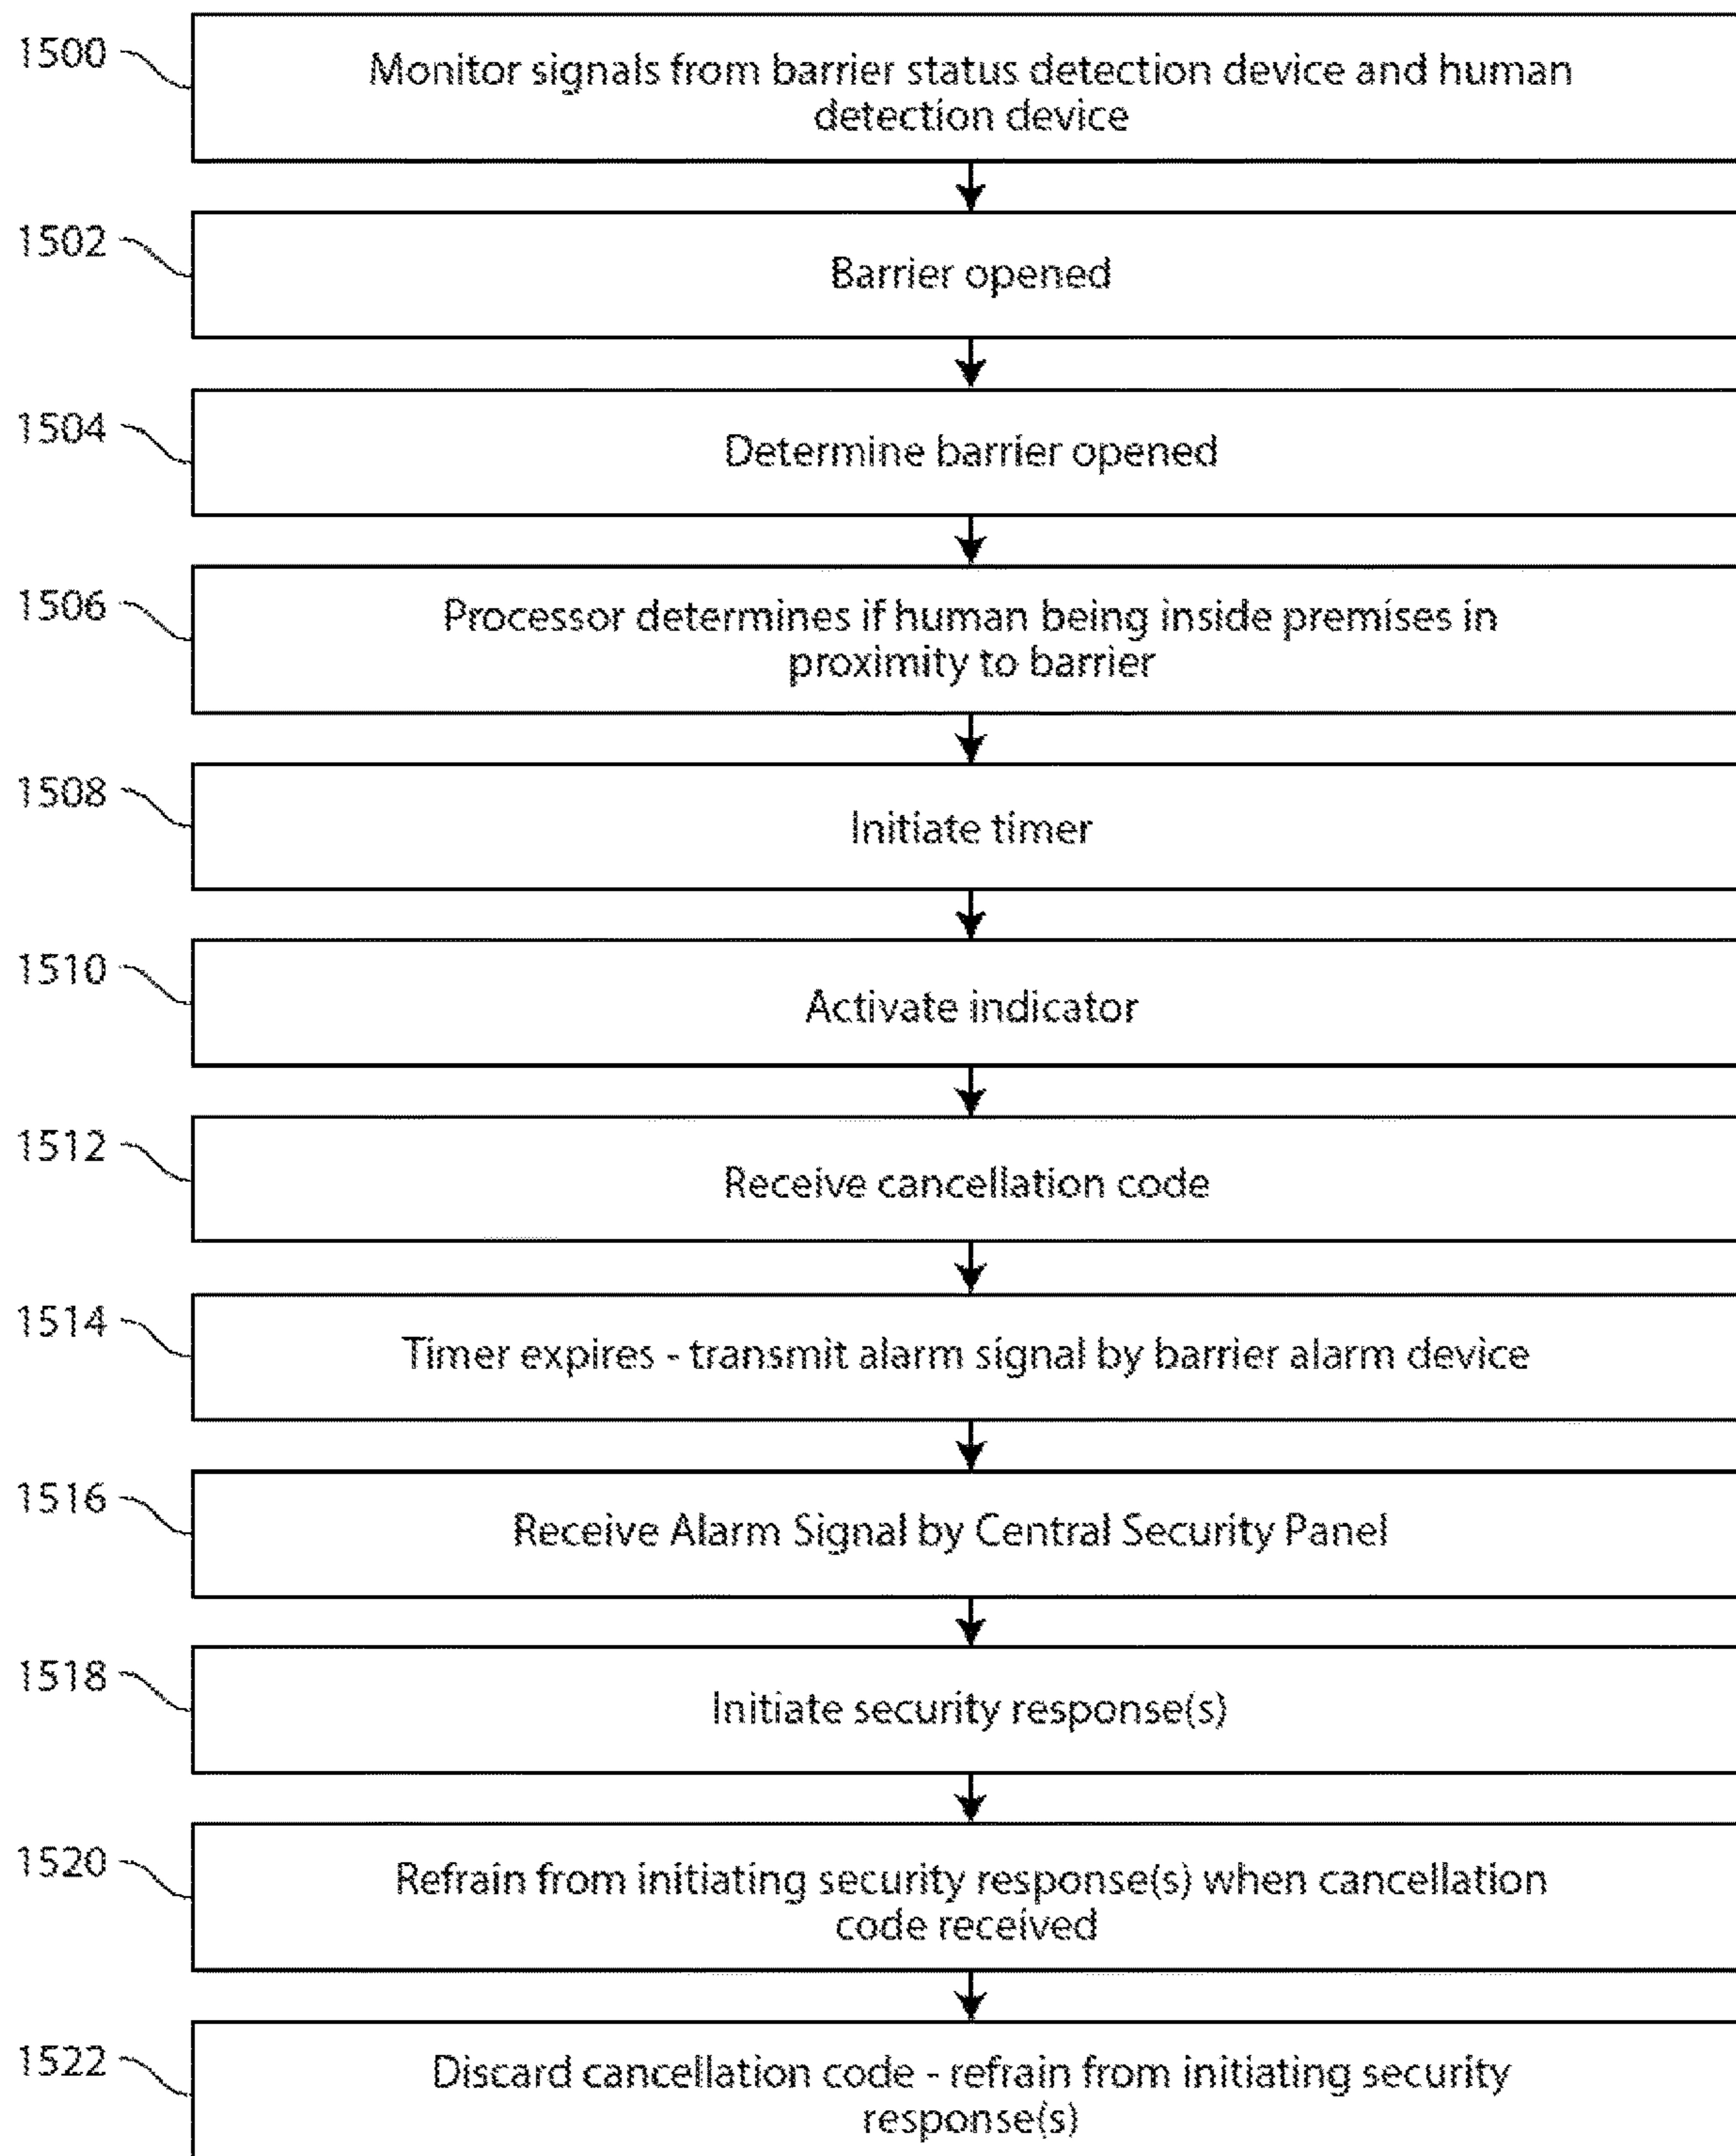 1500
Monitor signals from barrier status detection device and human
detection device
1502
Barrier opened
1504
Determine barrier opened
1506
Processor determines if human being inside premises in
proximity to barrier
1508
Initiate timer
1510
Activate indicator
1512
Receive cancellation code
1514
Timer expires - transmit alarm signal by barrier alarm device
1516
Receive Alarm Signal by Central Security Panel
1518
Initiate security response(s)
1520
Refrain from initiating security response(s) when cancellation
code received
1522
Discard cancellation code - refrain from initiating security
response(s)